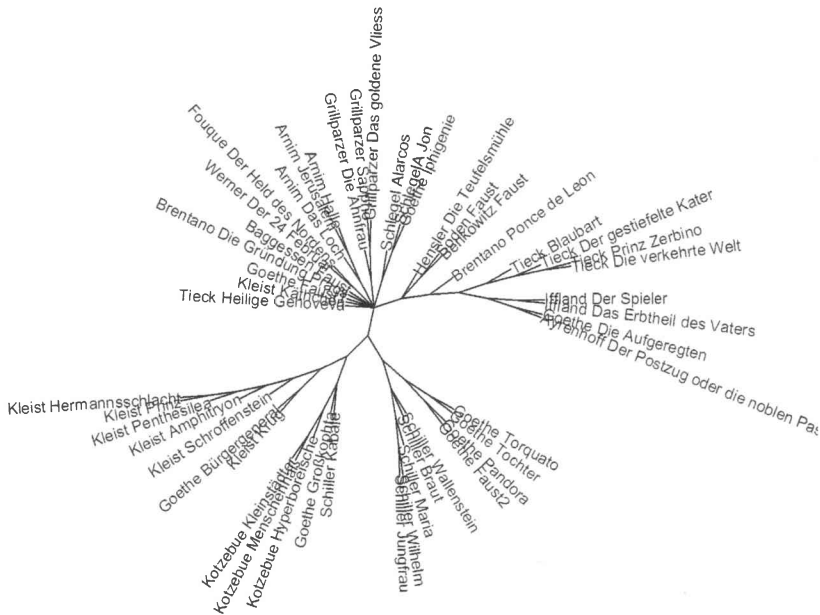 Grillparzer Das goldene Vliess
Grillparzer Sappho
Grillparzer Die Ahnfrau
Arnim Halle
Arnim Jerusalem
Arnim Das Loch
Fouque Der Held des Nordens
Werner Der 24 Februar
Baggessen Faust
Brentano Die Gründung
Goethe Faust
Kleist Käthchen
Tieck Heilige Genoveva
Schlegel Alarcos
Schlegel Jon
Goethe Iphigenie
Hensler Die Teufelsmühle
Soden Faust
Benkowitz Faust
Brentano Ponce de Leon
Tieck Blaubart
Tieck Der gestiefelte Kater
Tieck Prinz Zerbino
Tieck Die verkehrte Welt
Iffland Der Spieler
Iffland Das Erbtheil des Vaters
Goethe Die Aufgeregten
Ayrenhoff Der Postzug oder die noblen Pas
Goethe Torquato
Goethe Tochter
Goethe Pandora
Goethe Faust2
Schiller Wallenstein
Schiller Braut
Schiller Maria
Schiller Wilhelm
Schiller Jungfrau
Schiller Kabale
Goethe Großkophta
Kotzebue Hyperboreische
Kotzebue Menschenhaß
Kotzebue Kleinstädter
Kleist Krug
Goethe Bürgergeneral
Kleist Schroffenstein
Kleist Amphitryon
Kleist Penthesilea
Kleist Prinz
Kleist Hermannsschlacht